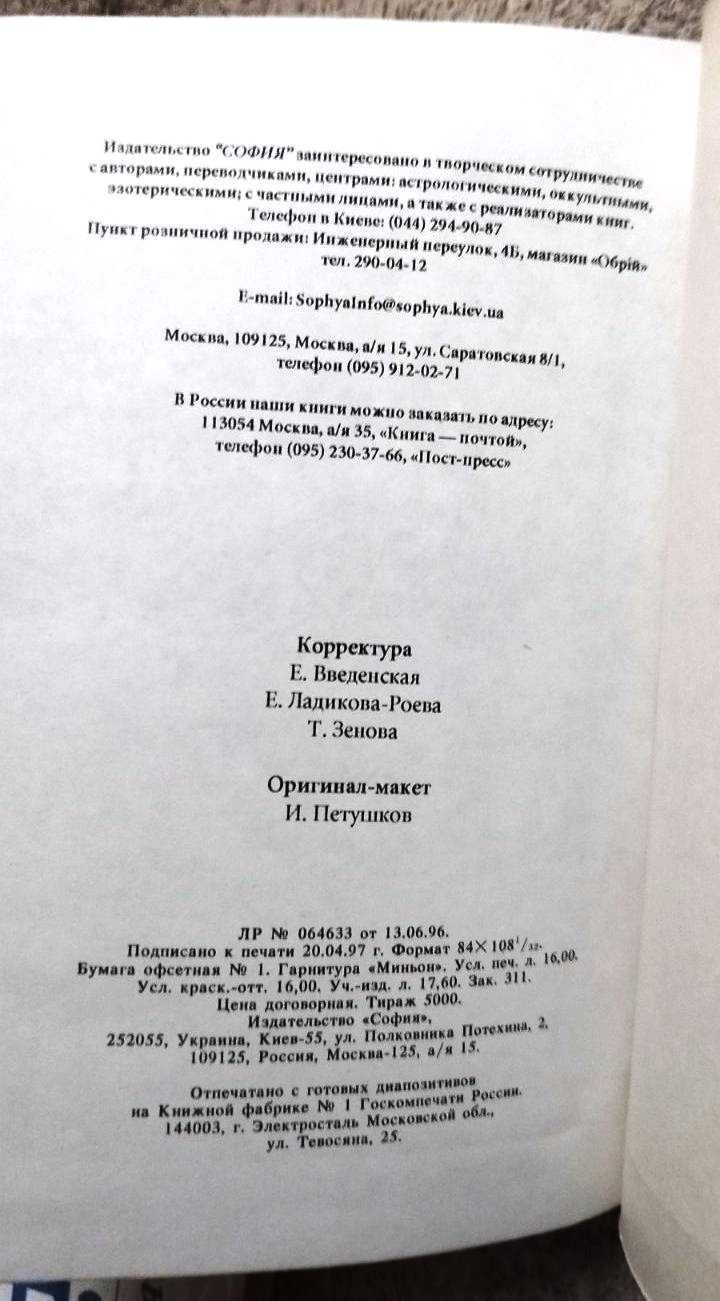 Издательство "СОФИЯ" заинтересовано в творческом сотрудничестве
с авторами, переводчиками, центрами: астрологическими, оккультными,
эзотерическими; с частными лицами, а также с реализаторами книг.
Телефон в Киеве: (044) 294-90-87
Пункт розничной продажи: Инженерный переулок, 4Б, магазин «Обрій»
тел. 290-04-12
E-mail: SophyaInfo@sophya.kiev.ua
Москва, 109125, Москва, а/я 15, ул. Саратовская 8/1,
телефон (095) 912-02-71
В России наши книги можно заказать по адресу:
113054 Москва, а/я 35, «Книга — почтой»,
телефон (095) 230-37-66, «Пост-пресс»
Корректура
Е. Введенская
Е. Ладикова-Роева
Т. Зенова
Оригинал-макет
И. Петушков
ЛР № 064633 от 13.06.96.
Подписано к печати 20.04.97 г. Формат 84×108¹/₃₂.
Бумага офсетная № 1. Гарнитура «Миньон». Усл. печ. л. 16,00.
Усл. краск.-отт. 16,00. Уч.-изд. л. 17,60. Зак. 311.
Цена договорная. Тираж 5000.
Издательство «София»,
252055, Украина, Киев-55, ул. Полковника Потехина, 2,
109125, Россия, Москва-125, а/я 15.
Отпечатано с готовых диапозитивов
на Книжной фабрике № 1 Госкомпечати России.
144003, г. Электросталь Московской обл.,
ул. Тевосяна, 25.